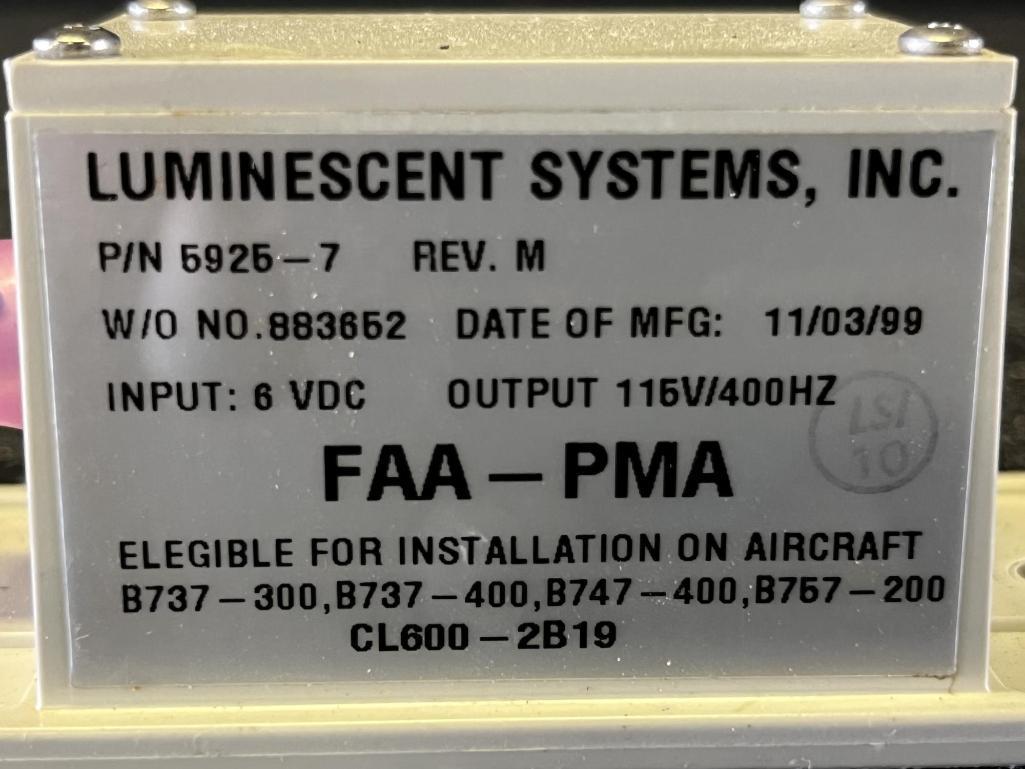 LUMINESCENT SYSTEMS, INC.
P/N 5925-7 REV. M
W/O NO.883652 DATE OF MFG: 11/03/99
INPUT: 6 VDC OUTPUT 115V/400HZ
LSI
10
FAA-PMA
ELEGIBLE FOR INSTALLATION ON AIRCRAFT
B737-300,B737-400,B747-400,B757-200
CL600-2B19